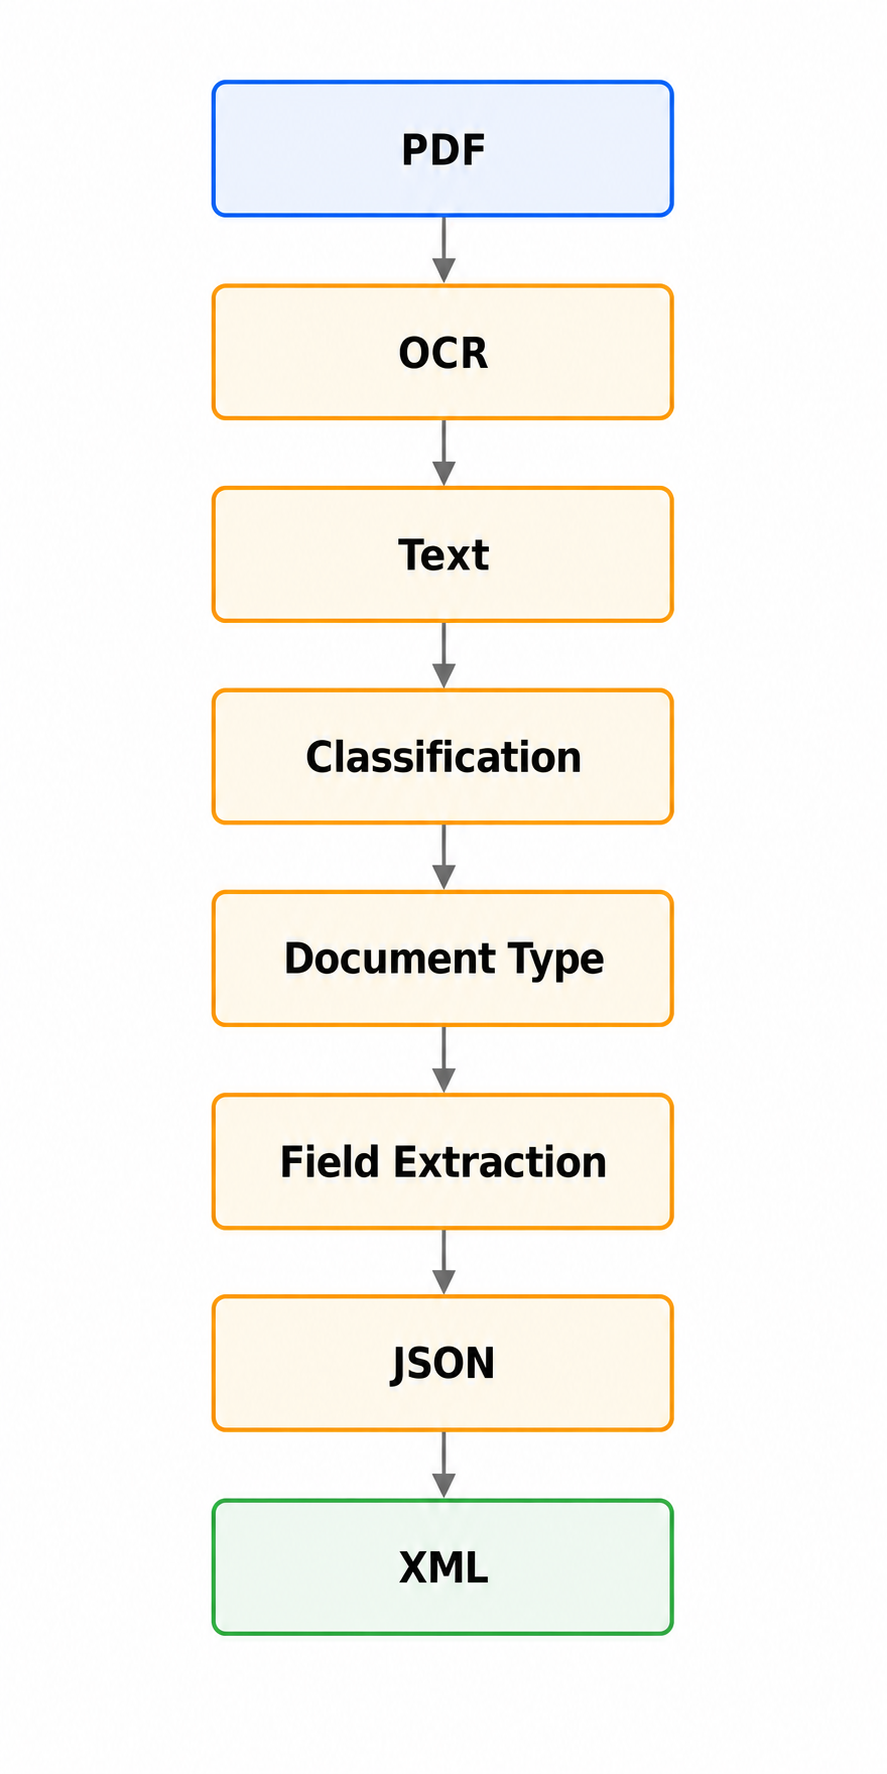 PDF
OCR
Text
Classification
Document Type
Field Extraction
JSON
XML